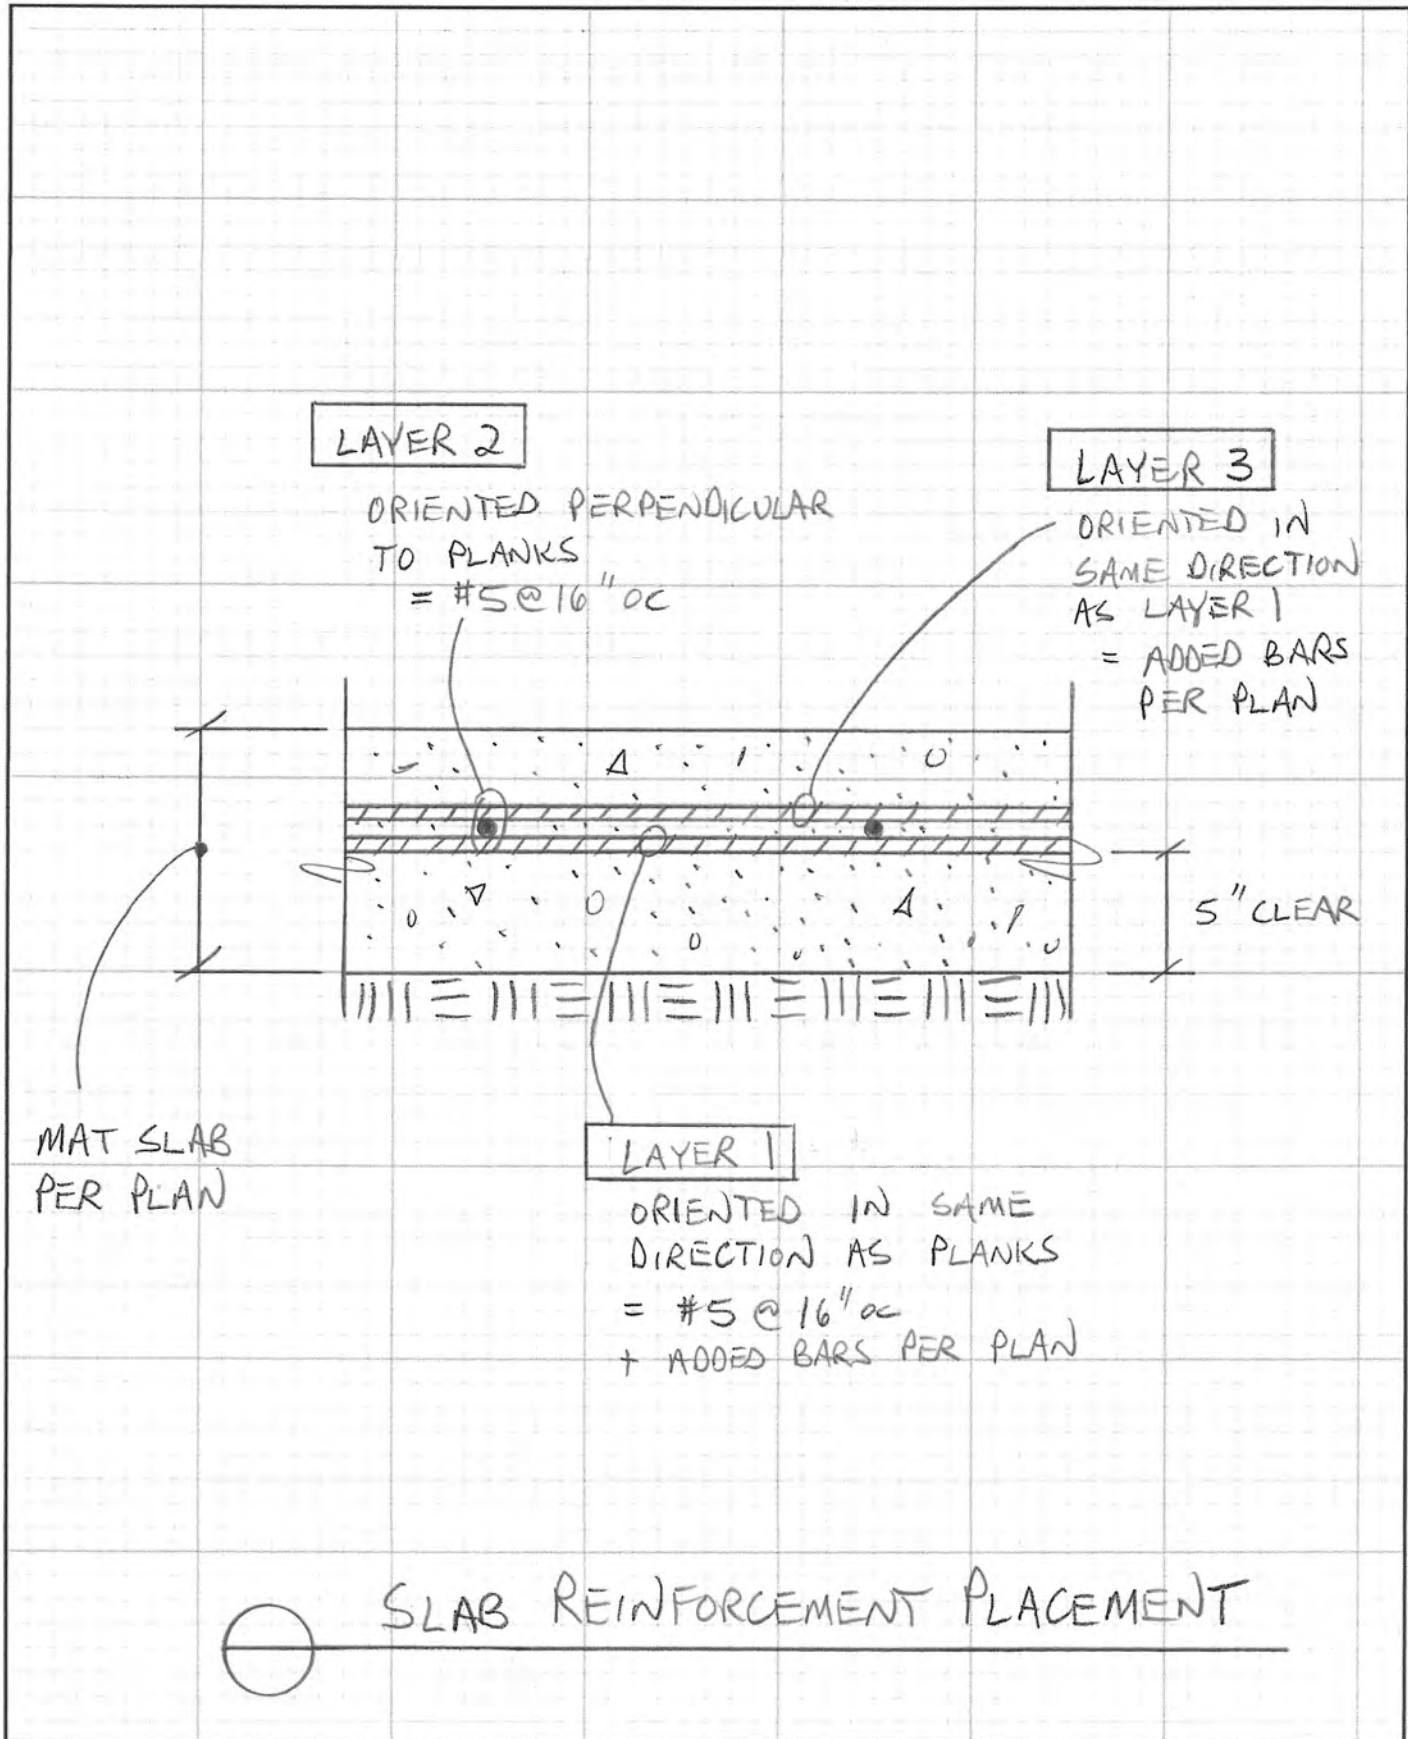 LAYER 2
ORIENTED PERPENDICULAR
TO PLANKS
= #5@16" OC
LAYER 3
ORIENTED IN
SAME DIRECTION
AS LAYER 1
= ADDED BARS
PER PLAN
5" CLEAR
MAT SLAB
PER PLAN
LAYER 1
ORIENTED IN SAME
DIRECTION AS PLANKS
= #5 @ 16" OC
+ ADDED BARS PER PLAN
SLAB REINFORCEMENT PLACEMENT